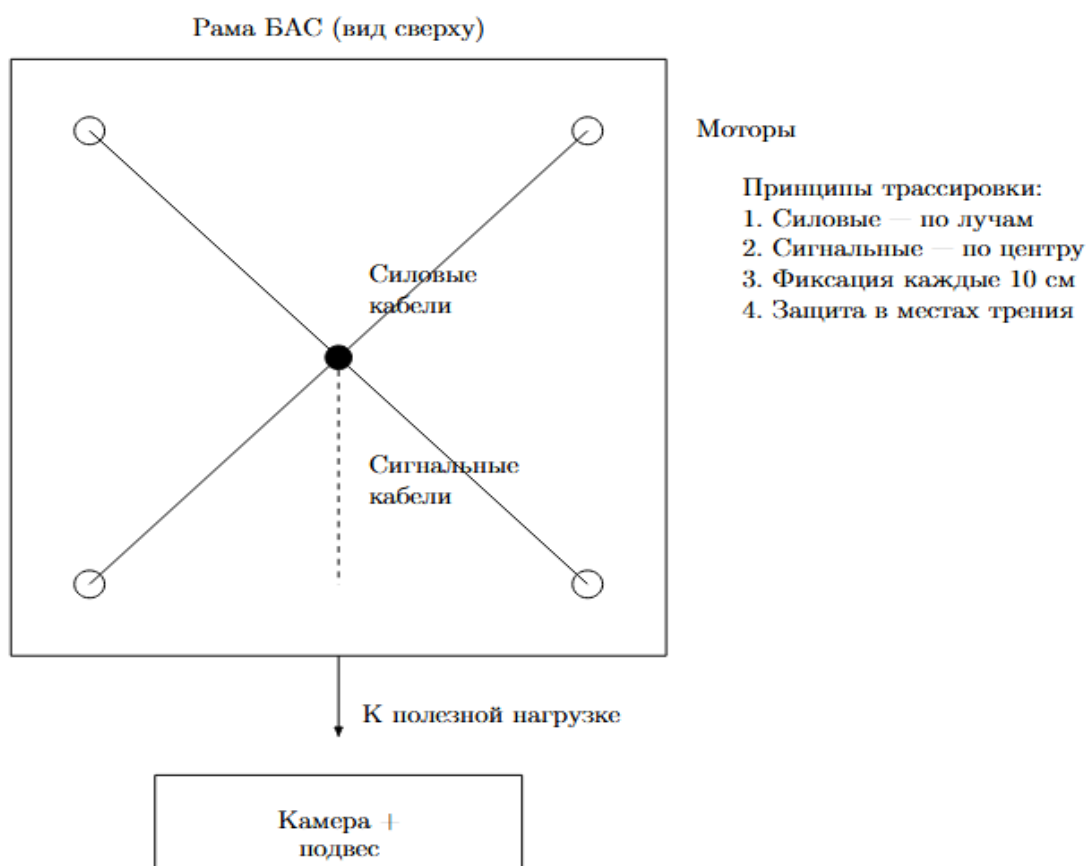 Рама БАС (вид сверху)
Моторы
Принципы трассировки:
1. Силовые — по лучам
2. Сигнальные — по центру
3. Фиксация каждые 10 см
4. Защита в местах трения
Силовые
кабели
Сигнальные
кабели
К полезной нагрузке
Камера +
подвес